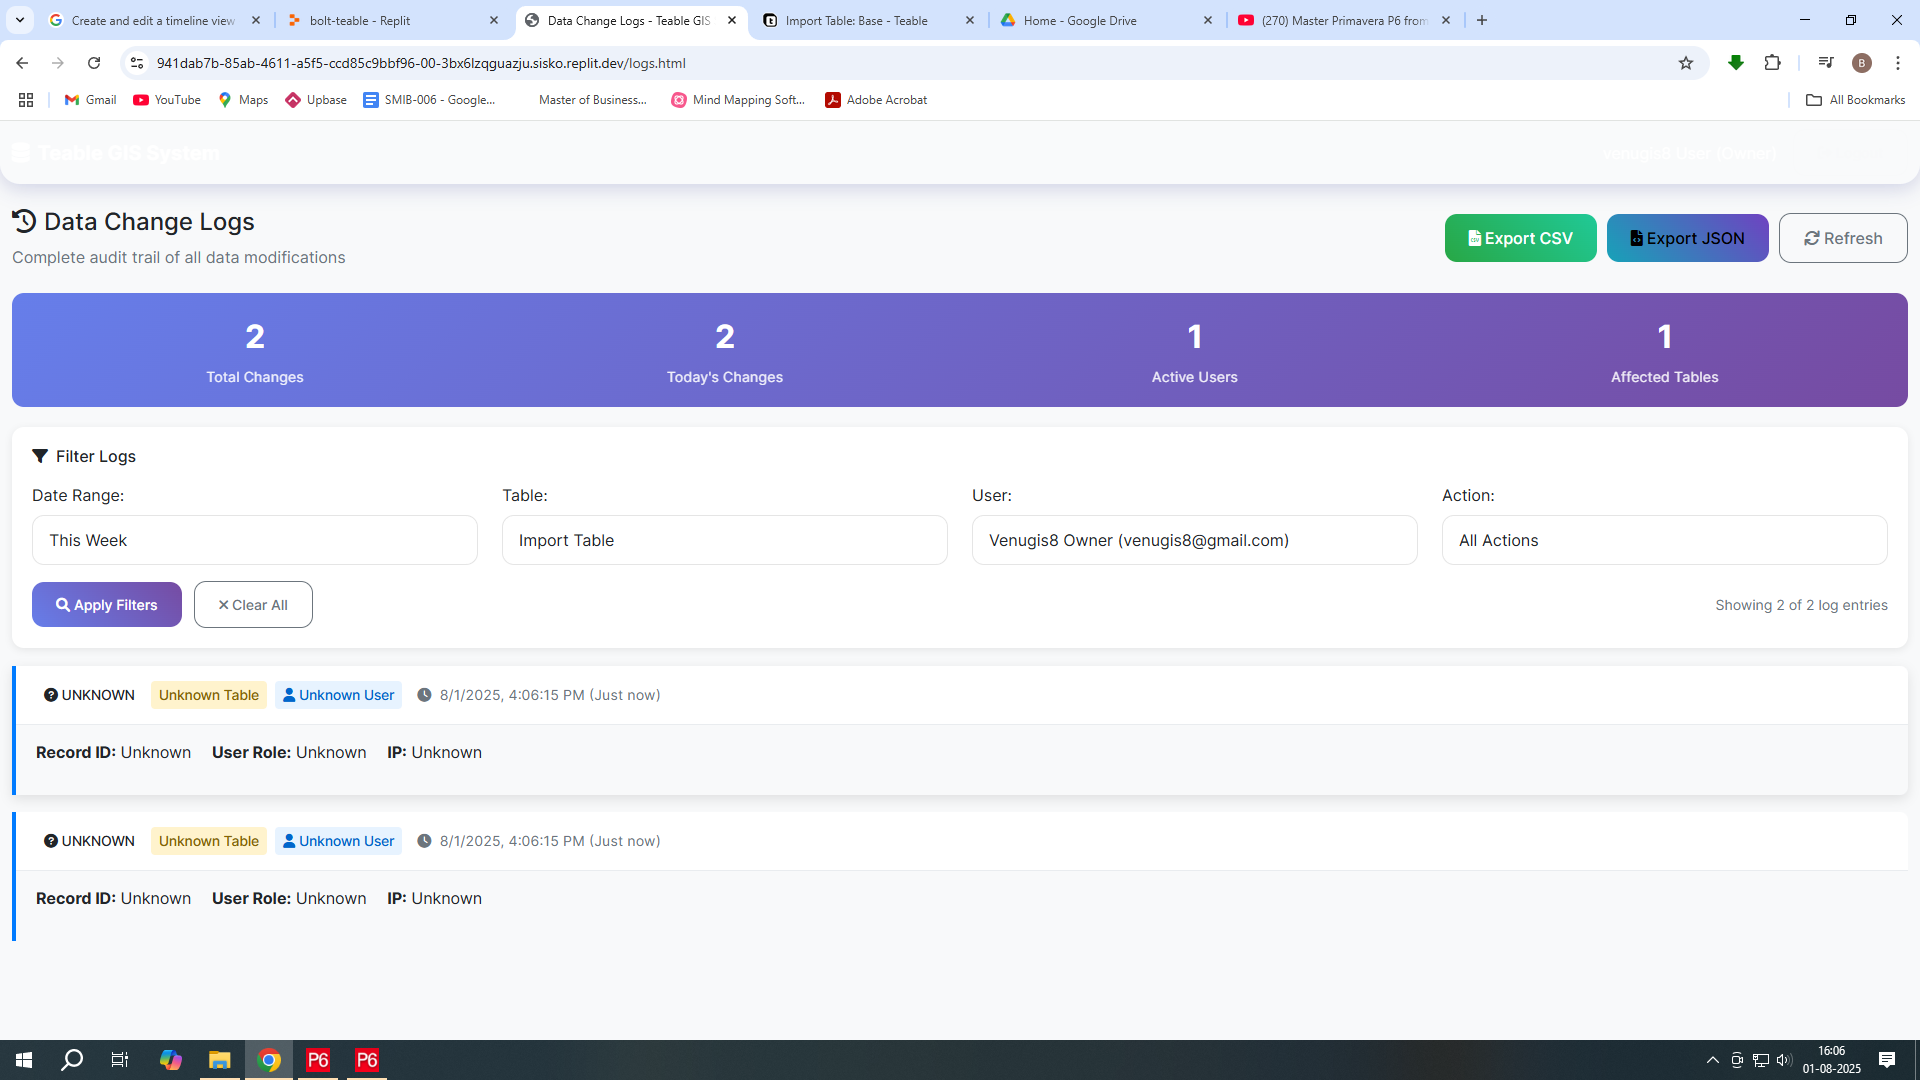 Create and edit a timeline view
bolt-teable - Replit
Data Change Logs - Teable GIS
Import Table: Base - Teable
Home - Google Drive
(270) Master Primavera P6 from
941dab7b-85ab-4611-a5f5-ccd85c9bbf96-00-3bx6lzqguazju.sisko.replit.dev/logs.html
B
Gmail
YouTube
Maps
Upbase
SMIB-006 - Google...
Master of Business...
Mind Mapping Soft...
Adobe Acrobat
All Bookmarks
Teable GIS System
venugis8 User (Owner)
Data Change Logs
Complete audit trail of all data modifications
Export CSV
Export JSON
Refresh
2
Total Changes
2
Today's Changes
1
Active Users
1
Affected Tables
Filter Logs
Date Range:
This Week
Table:
Import Table
User:
Venugis8 Owner (venugis8@gmail.com)
Action:
All Actions
Apply Filters
Clear All
Showing 2 of 2 log entries
UNKNOWN Unknown Table Unknown User 8/1/2025, 4:06:15 PM (Just now)
Record ID: Unknown User Role: Unknown IP: Unknown
UNKNOWN Unknown Table Unknown User 8/1/2025, 4:06:15 PM (Just now)
Record ID: Unknown User Role: Unknown IP: Unknown
P6
P6
16:06
01-08-2025